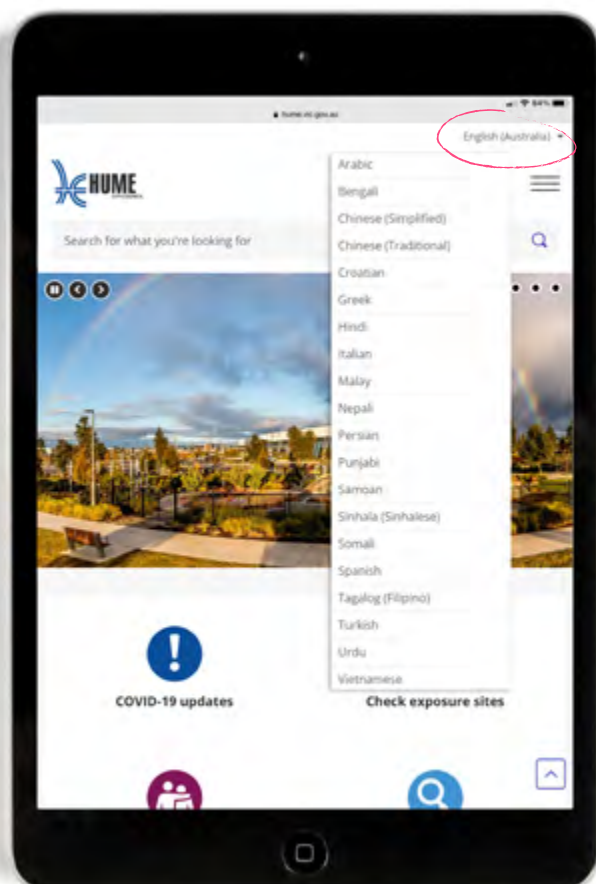 84%
hume.vic.gov.au
English (Australia)
HUME
Search for what you're looking for
Arabic
Bengali
Chinese (Simplified)
Chinese (Traditional)
Croatian
Greek
Hindi
Italian
Malay
Nepali
Persian
Punjabi
Samoan
Sinhala (Sinhalese)
Somali
Spanish
Tagalog (Filipino)
Turkish
Urdu
Vietnamese
COVID-19 updates
Check exposure sites